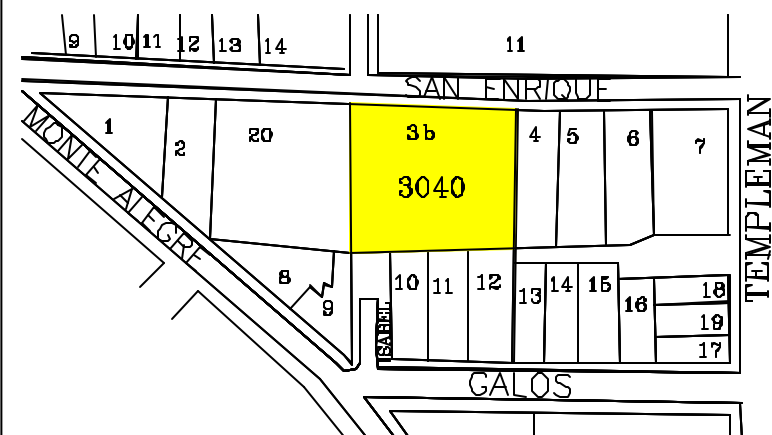 9 10 11 12 13 14
11
SAN ENRIQUE
1 2 20 3b 4 5 6 7
3040
MONTE ALEGRE
TEMPLEMAN
8 9 10 11 12 13 14 15 16 18
19
17
ISABEL
GALOS